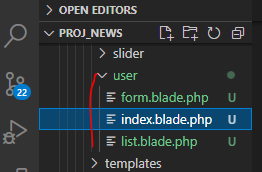 OPEN EDITORS
PROJ_NEWS
slider
user
form.blade.php U
index.blade.php U
list.blade.php U
templates
22